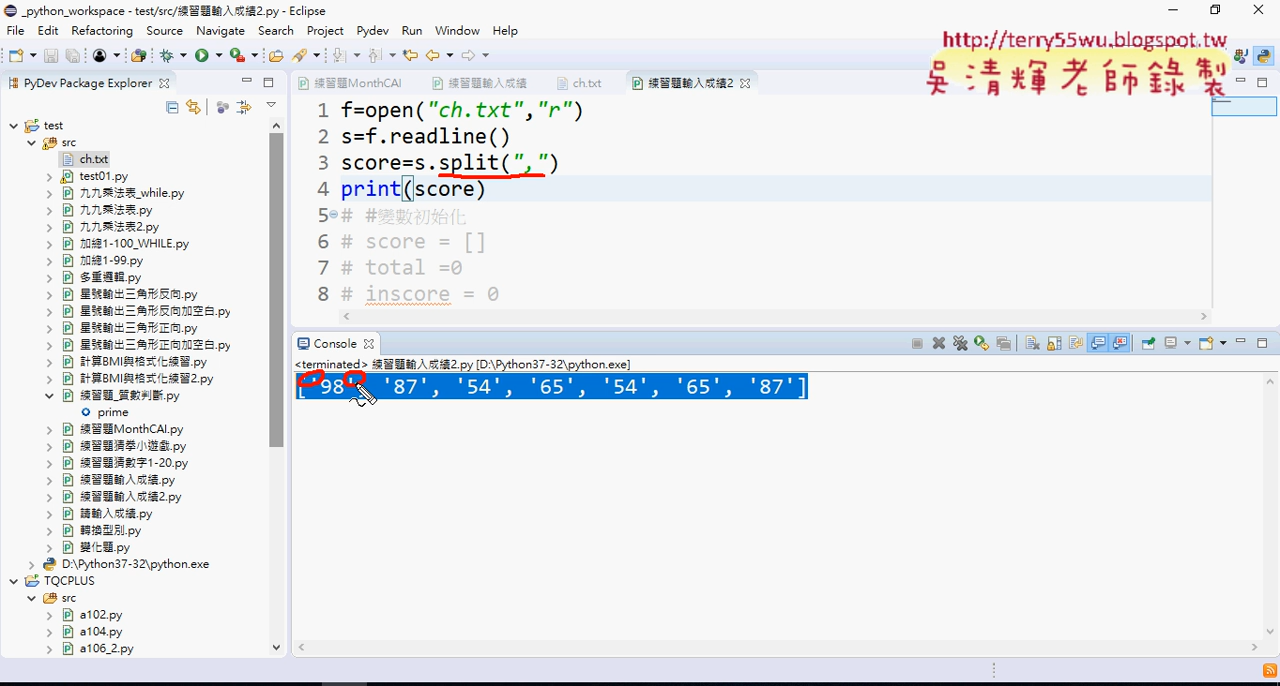 _python_workspace - test/src/練習題輸入成績2.py - Eclipse
File Edit Refactoring Source Navigate Search Project Pydev Run Window Help
http://terry55wu.blogspot.tw
吳清輝老師錄製
PyDev Package Explorer
練習題MonthCAI 練習題輸入成績 ch.txt 練習題輸入成績2
test
src
ch.txt
test01.py
九九乘法表_while.py
九九乘法表.py
九九乘法表2.py
加總1-100_WHILE.py
加總1-99.py
多重邏輯.py
星號輸出三角形反向.py
星號輸出三角形反向加空白.py
星號輸出三角形正向.py
星號輸出三角形正向加空白.py
計算BMI與格式化練習.py
計算BMI與格式化練習2.py
練習題_質數判斷.py
prime
練習題MonthCAI.py
練習題猜拳小遊戲.py
練習題猜數字1-20.py
練習題輸入成績.py
練習題輸入成績2.py
請輸入成績.py
轉換型別.py
變化題.py
D:\Python37-32\python.exe
TQCPLUS
src
a102.py
a104.py
a106_2.py
1 f=open("ch.txt","r")
2 s=f.readline()
3 score=s.split(",")
4 print(score)
5 # #變數初始化
6 # score = []
7 # total =0
8 # inscore = 0
Console
<terminated> 練習題輸入成績2.py [D:\Python37-32\python.exe]
['98', '87', '54', '65', '54', '65', '87']